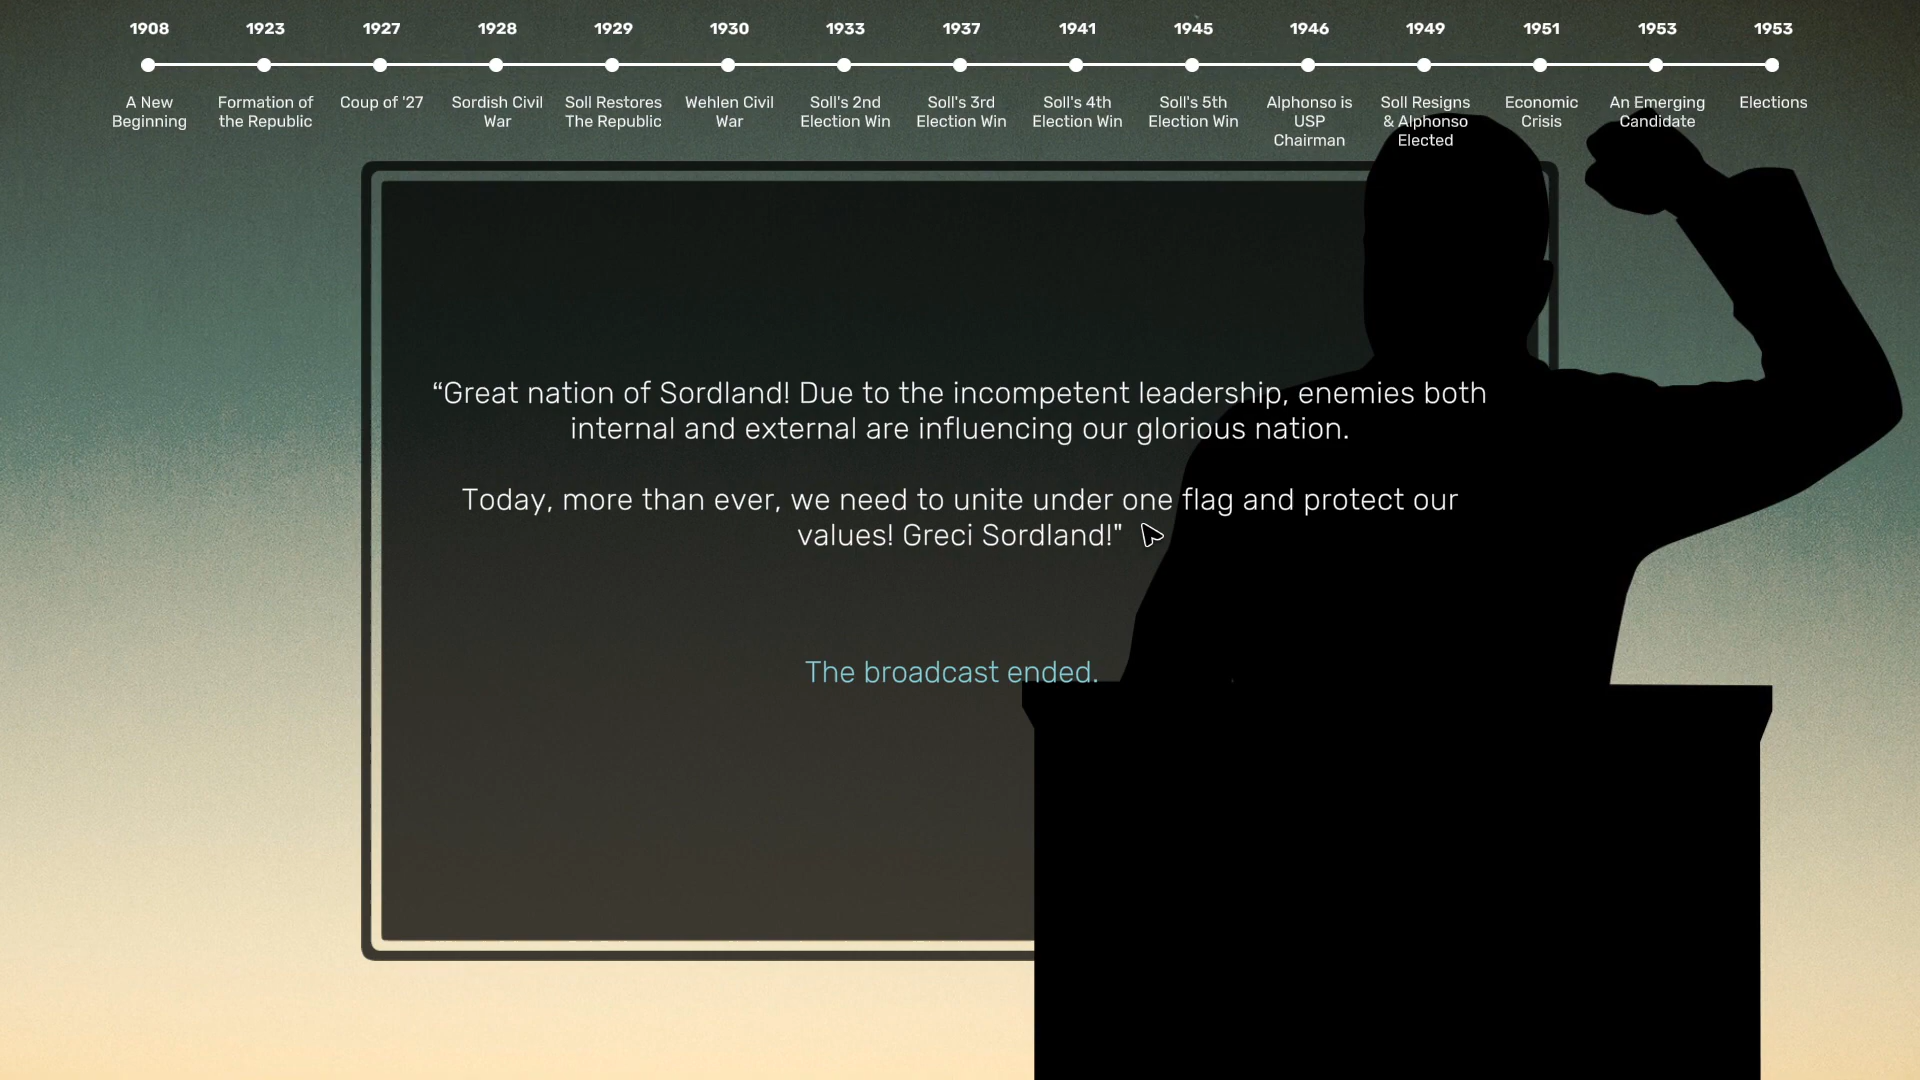 1908
1923
1927
1928
1929
1930
1933
1937
1941
1945
1946
1949
1951
1953
1953
A New
Beginning
Formation of
the Republic
Coup of '27
Sordish Civil
War
Soll Restores
The Republic
Wehlen Civil
War
Soll's 2nd
Election Win
Soll's 3rd
Election Win
Soll's 4th
Election Win
Soll's 5th
Election Win
Alphonso is
USP
Chairman
Soll Resigns
& Alphonso
Elected
Economic
Crisis
An Emerging
Candidate
Elections
“Great nation of Sordland! Due to the incompetent leadership, enemies both
internal and external are influencing our glorious nation.
Today, more than ever, we need to unite under one flag and protect our
values! Greci Sordland!"
The broadcast ended.